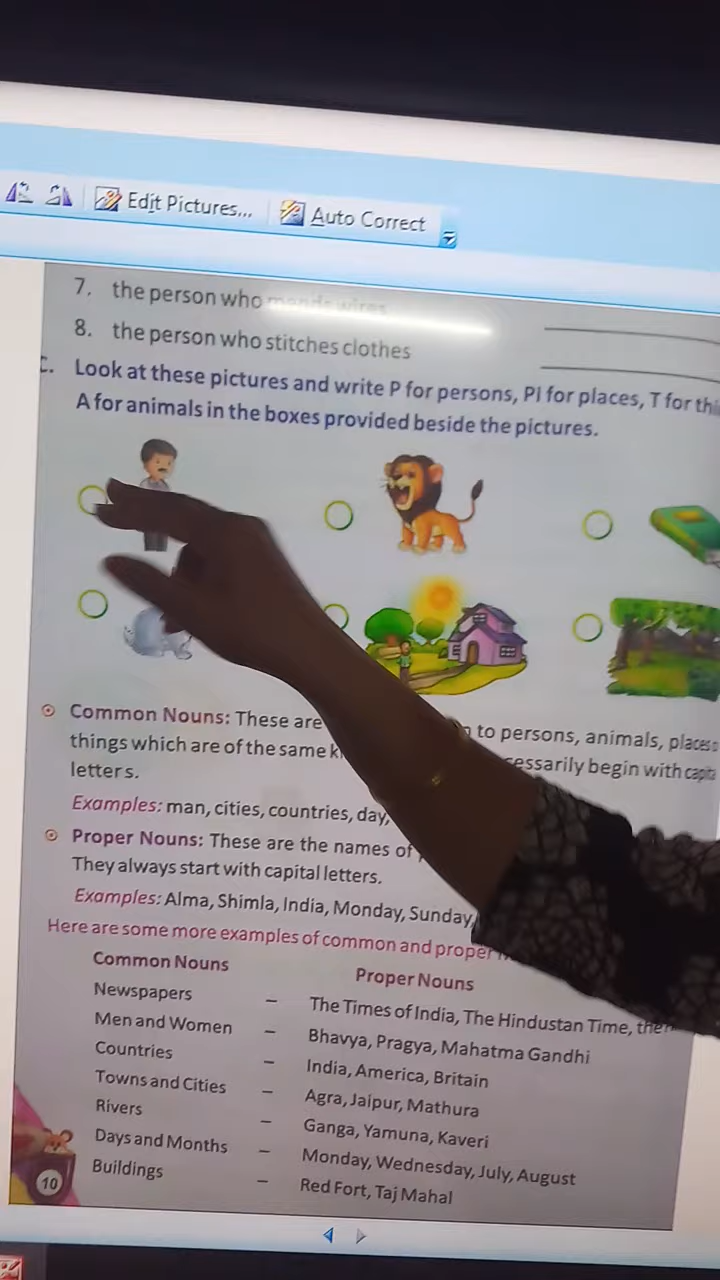 Edit Pictures...
Auto Correct
7. the person who mends wires
8. the person who stitches clothes
C. Look at these pictures and write P for persons, Pl for places, T for
A for animals in the boxes provided beside the pictures.
Common Nouns: These are to persons, animals, places
things which are of the same begin with
letters.
Examples: man, cities, countries, day,
Proper Nouns: These are the names of
They always start with capital letters.
Examples: Alma, Shimla, India, Monday, Sunday,
Here are some more examples of common and proper
Common Nouns Proper Nouns
Newspapers – The Times of India, The Hindustan Time,
Men and Women – Bhavya, Pragya, Mahatma Gandhi
Countries – India, America, Britain
Towns and Cities – Agra, Jaipur, Mathura
Rivers – Ganga, Yamuna, Kaveri
Days and Months – Monday, Wednesday, July, August
Buildings – Red Fort, Taj Mahal
10